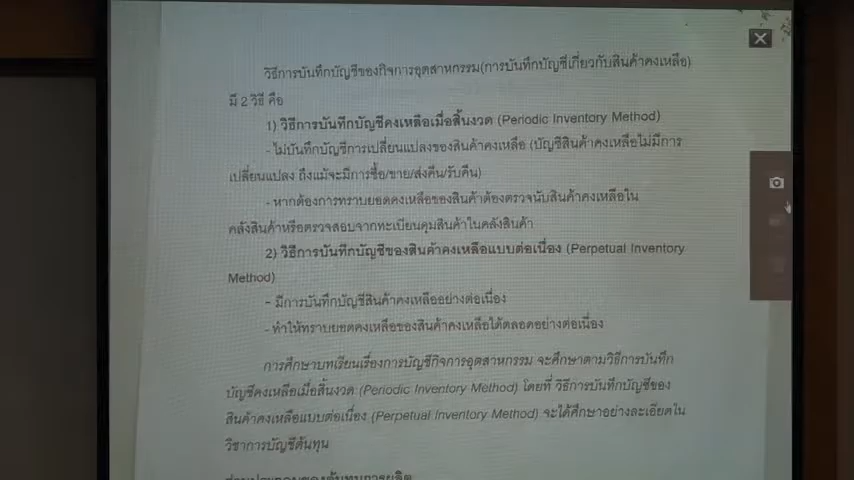 วิธีการบันทึกบัญชีของกิจการอุตสาหกรรม(การบันทึกบัญชีเกี่ยวกับสินค้าคงเหลือ)
มี 2 วิธี คือ
1) วิธีการบันทึกบัญชีคงเหลือเมื่อสิ้นงวด (Periodic Inventory Method)
- ไม่บันทึกบัญชีการเปลี่ยนแปลงของสินค้าคงเหลือ (บัญชีสินค้าคงเหลือไม่มีการ
เปลี่ยนแปลง ถึงแม้จะมีการซื้อ/ขาย/ส่งคืน/รับคืน)
- หากต้องการทราบยอดคงเหลือของสินค้าต้องตรวจนับสินค้าคงเหลือใน
คลังสินค้าหรือตรวจสอบจากทะเบียนคุมสินค้าในคลังสินค้า
2) วิธีการบันทึกบัญชีของสินค้าคงเหลือแบบต่อเนื่อง (Perpetual Inventory
Method)
- มีการบันทึกบัญชีสินค้าคงเหลืออย่างต่อเนื่อง
- ทำให้ทราบยอดคงเหลือของสินค้าคงเหลือได้ตลอดอย่างต่อเนื่อง
การศึกษาบทเรียนเรื่องการบัญชีกิจการอุตสาหกรรม จะศึกษาตามวิธีการบันทึก
บัญชีคงเหลือเมื่อสิ้นงวด (Periodic Inventory Method) โดยที่ วิธีการบันทึกบัญชีของ
สินค้าคงเหลือแบบต่อเนื่อง (Perpetual Inventory Method) จะได้ศึกษาอย่างละเอียดใน
วิชาการบัญชีต้นทุน
ส่วนประกอบของต้นทุนการผลิต